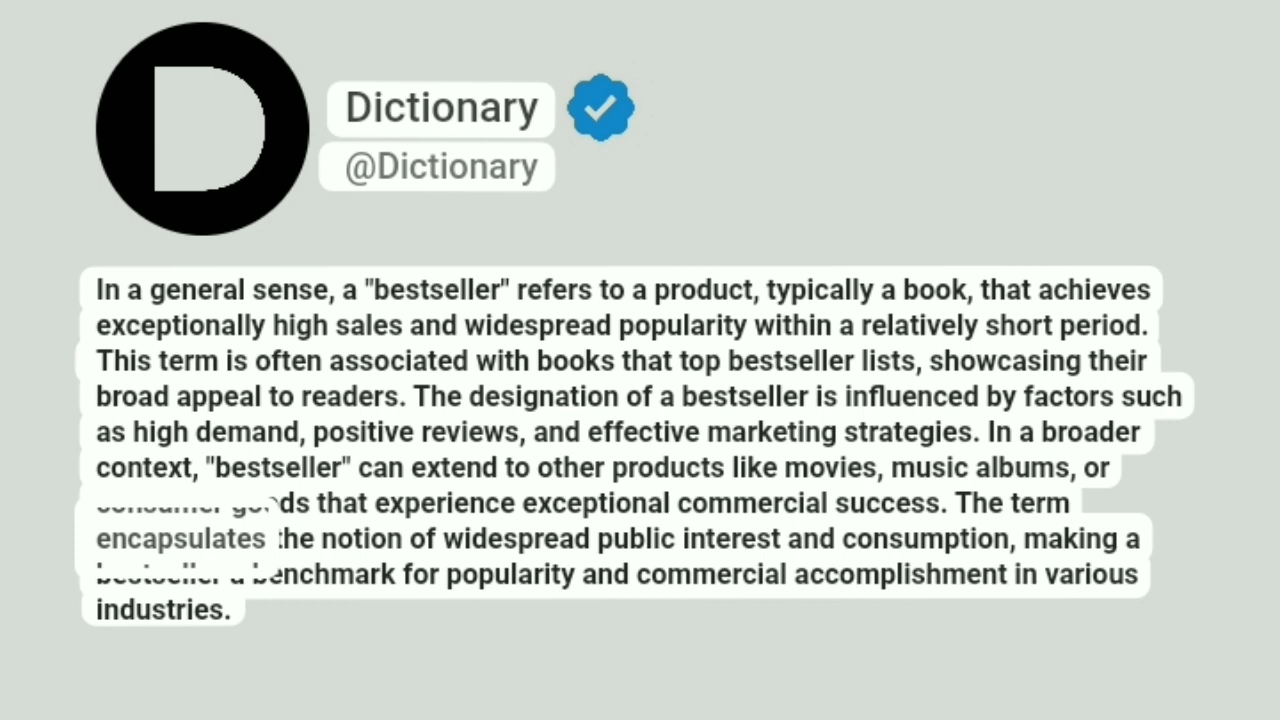 D
Dictionary
@Dictionary
In a general sense, a "bestseller" refers to a product, typically a book, that achieves
exceptionally high sales and widespread popularity within a relatively short period.
This term is often associated with books that top bestseller lists, showcasing their
broad appeal to readers. The designation of a bestseller is influenced by factors such
as high demand, positive reviews, and effective marketing strategies. In a broader
context, "bestseller" can extend to other products like movies, music albums, or
consumer goods that experience exceptional commercial success. The term
encapsulates the notion of widespread public interest and consumption, making a
bestseller a benchmark for popularity and commercial accomplishment in various
industries.